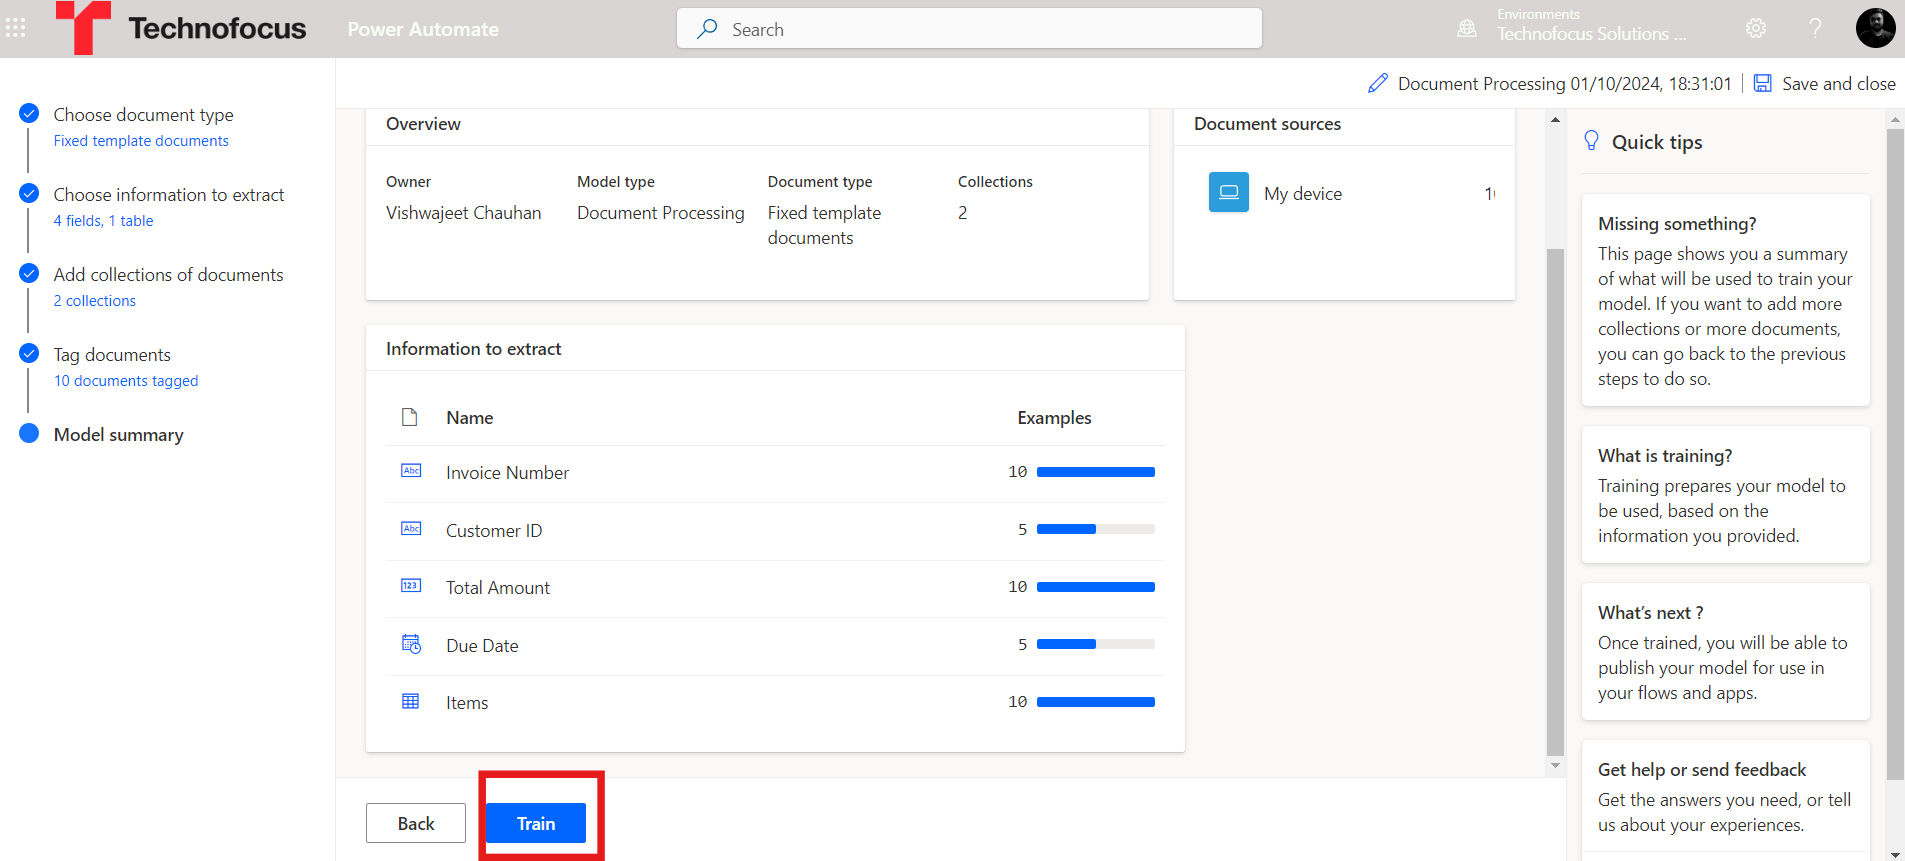 Technofocus
Power Automate
Search
Environments
Technofocus Solutions ...
?
Document Processing 01/10/2024, 18:31:01
Save and close
Choose document type
Fixed template documents
Choose information to extract
4 fields, 1 table
Add collections of documents
2 collections
Tag documents
10 documents tagged
Model summary
Overview
Owner
Model type
Document type
Collections
Vishwajeet Chauhan
Document Processing
Fixed template
documents
2
Document sources
My device
Information to extract
Name
Examples
Abc
Invoice Number
10
Abc
Customer ID
5
123
Total Amount
10
Due Date
5
Items
10
Back
Train
Quick tips
Missing something?
This page shows you a summary
of what will be used to train your
model. If you want to add more
collections or more documents,
you can go back to the previous
steps to do so.
What is training?
Training prepares your model to
be used, based on the
information you provided.
What's next ?
Once trained, you will be able to
publish your model for use in
your flows and apps.
Get help or send feedback
Get the answers you need, or tell
us about your experiences.